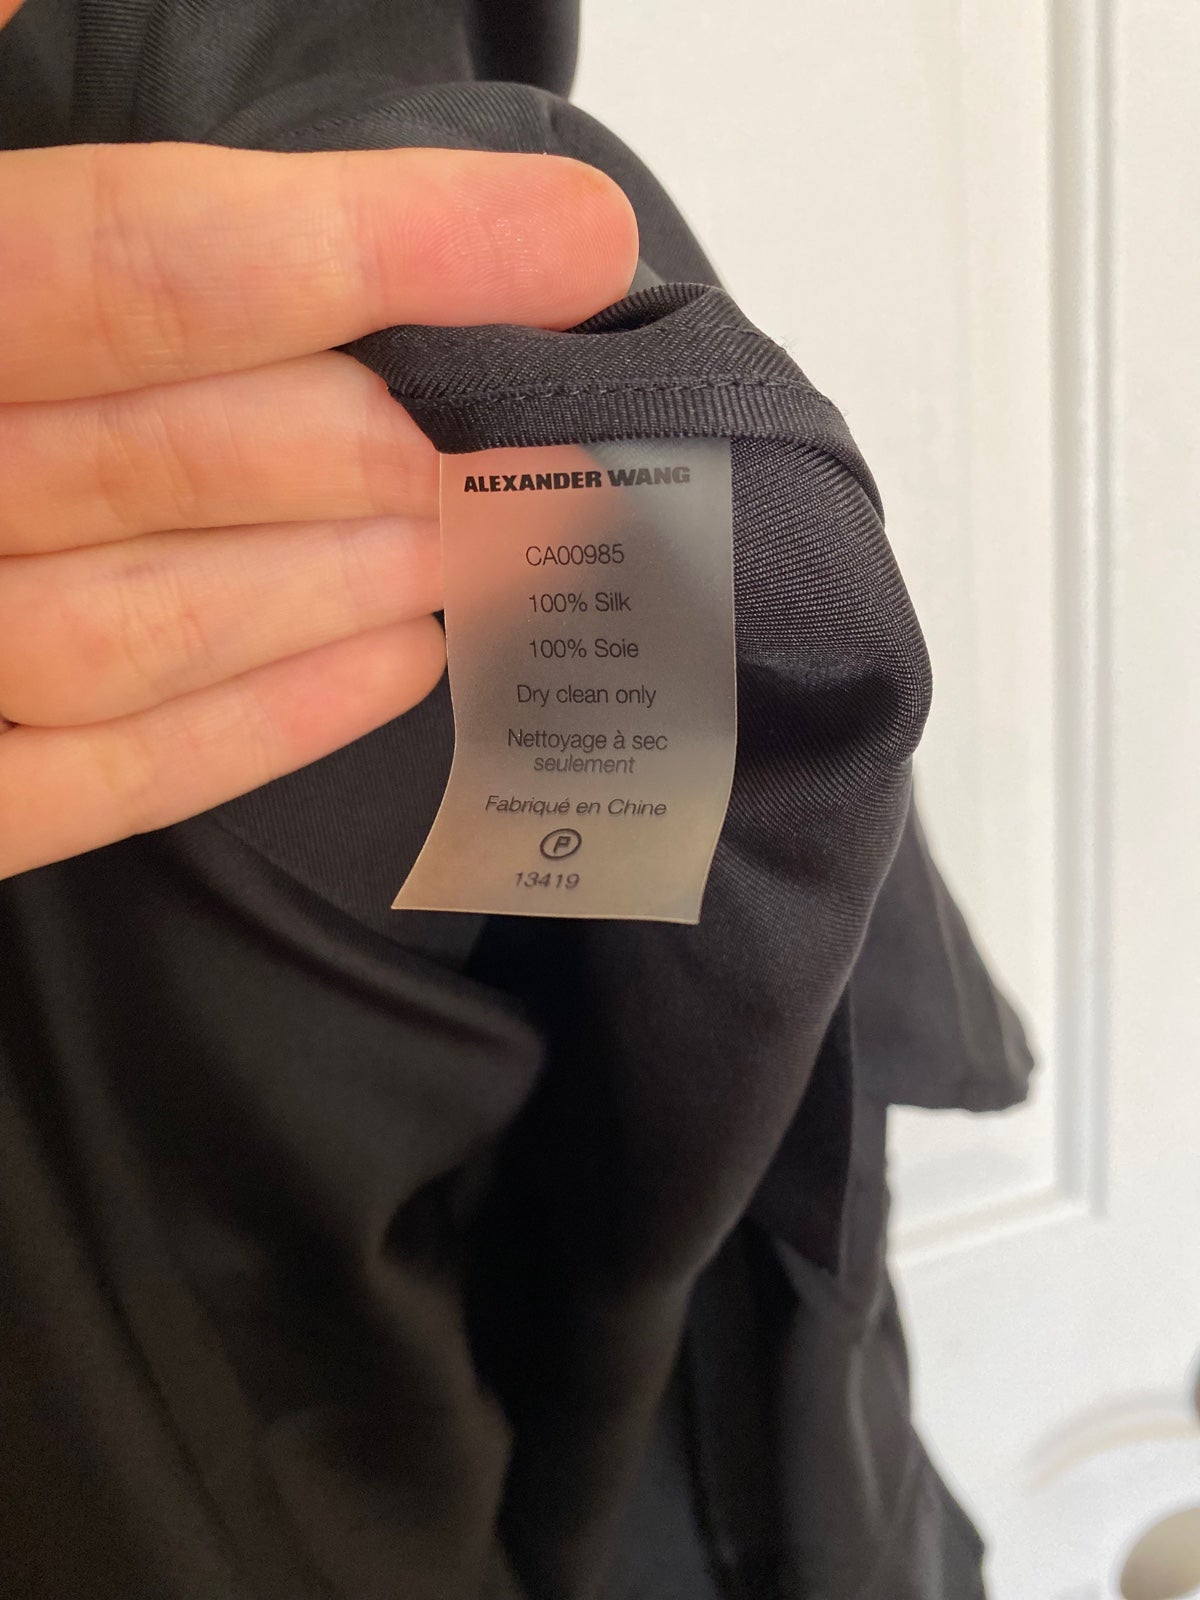 ALEXANDER WANG
CA00985
100% Silk
100% Soie
Dry clean only
Nettoyage à sec
seulement
Fabriqué en Chine
P
13419